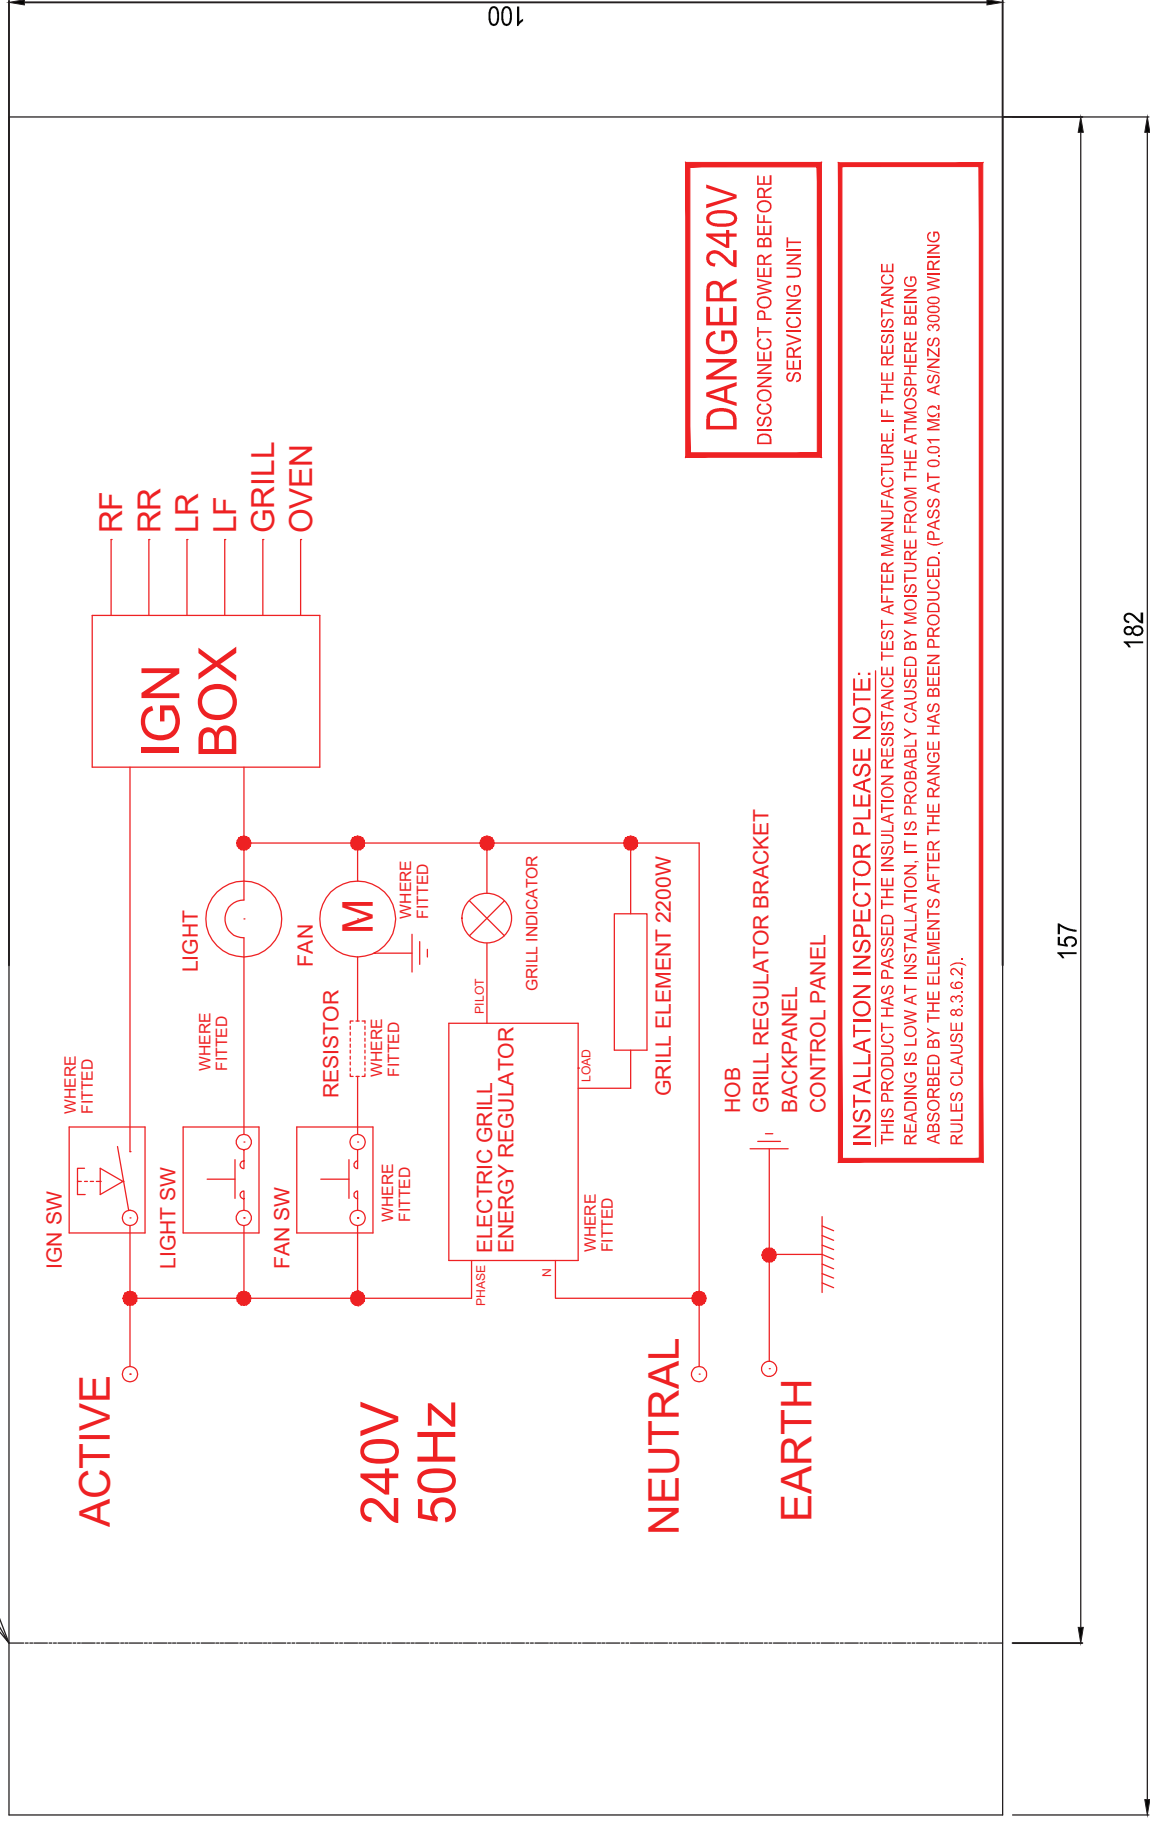 ACTIVE
240V
50Hz
NEUTRAL
EARTH
IGN SW
WHERE
FITTED
LIGHT SW
WHERE
FITTED
LIGHT
FAN SW
WHERE
FITTED
RESISTOR
WHERE
FITTED
FAN
M
WHERE
FITTED
IGN
BOX
RF
RR
LR
LF
GRILL
OVEN
PHASE
N
ELECTRIC GRILL
ENERGY REGULATOR
WHERE
FITTED
PILOT
LOAD
GRILL INDICATOR
GRILL ELEMENT 2200W
HOB
GRILL REGULATOR BRACKET
BACKPANEL
CONTROL PANEL
DANGER 240V
DISCONNECT POWER BEFORE
SERVICING UNIT
INSTALLATION INSPECTOR PLEASE NOTE:
THIS PRODUCT HAS PASSED THE INSULATION RESISTANCE TEST AFTER MANUFACTURE. IF THE RESISTANCE
READING IS LOW AT INSTALLATION, IT IS PROBABLY CAUSED BY MOISTURE FROM THE ATMOSPHERE BEING
ABSORBED BY THE ELEMENTS AFTER THE RANGE HAS BEEN PRODUCED. (PASS AT 0.01 MΩ AS/NZS 3000 WIRING
RULES CLAUSE 8.3.6.2).
100
157
182